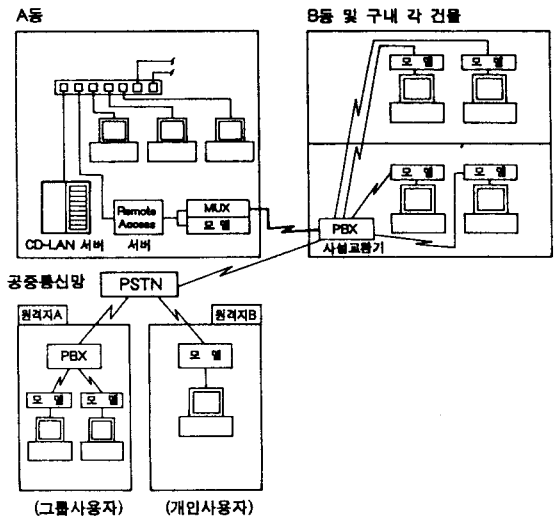 A동
B동 및 구내 각 건물
모 뎀
모 뎀
모 뎀
모 뎀
CD-LAN 서버
Remote
Access
서버
MUX
모 뎀
PBX
사설교환기
공중통신망
PSTN
원격지A
원격지B
PBX
모 뎀
모 뎀
모 뎀
(그룹사용자)
(개인사용자)